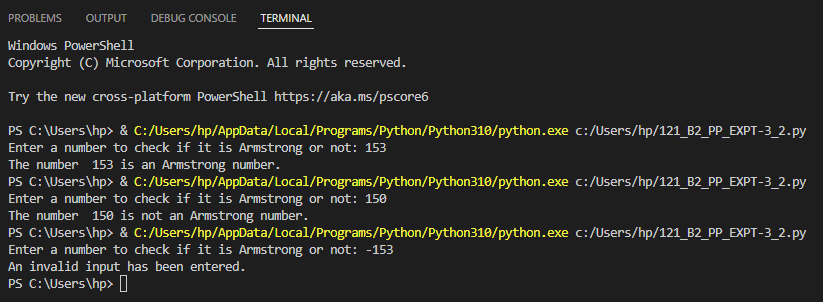 PROBLEMS OUTPUT DEBUG CONSOLE TERMINAL
Windows PowerShell
Copyright (C) Microsoft Corporation. All rights reserved.
Try the new cross-platform PowerShell https://aka.ms/pscore6
PS C:\Users\hp> & C:/Users/hp/AppData/Local/Programs/Python/Python310/python.exe c:/Users/hp/121_B2_PP_EXPT-3_2.py
Enter a number to check if it is Armstrong or not: 153
The number  153 is an Armstrong number.
PS C:\Users\hp> & C:/Users/hp/AppData/Local/Programs/Python/Python310/python.exe c:/Users/hp/121_B2_PP_EXPT-3_2.py
Enter a number to check if it is Armstrong or not: 150
The number  150 is not an Armstrong number.
PS C:\Users\hp> & C:/Users/hp/AppData/Local/Programs/Python/Python310/python.exe c:/Users/hp/121_B2_PP_EXPT-3_2.py
Enter a number to check if it is Armstrong or not: -153
An invalid input has been entered.
PS C:\Users\hp>